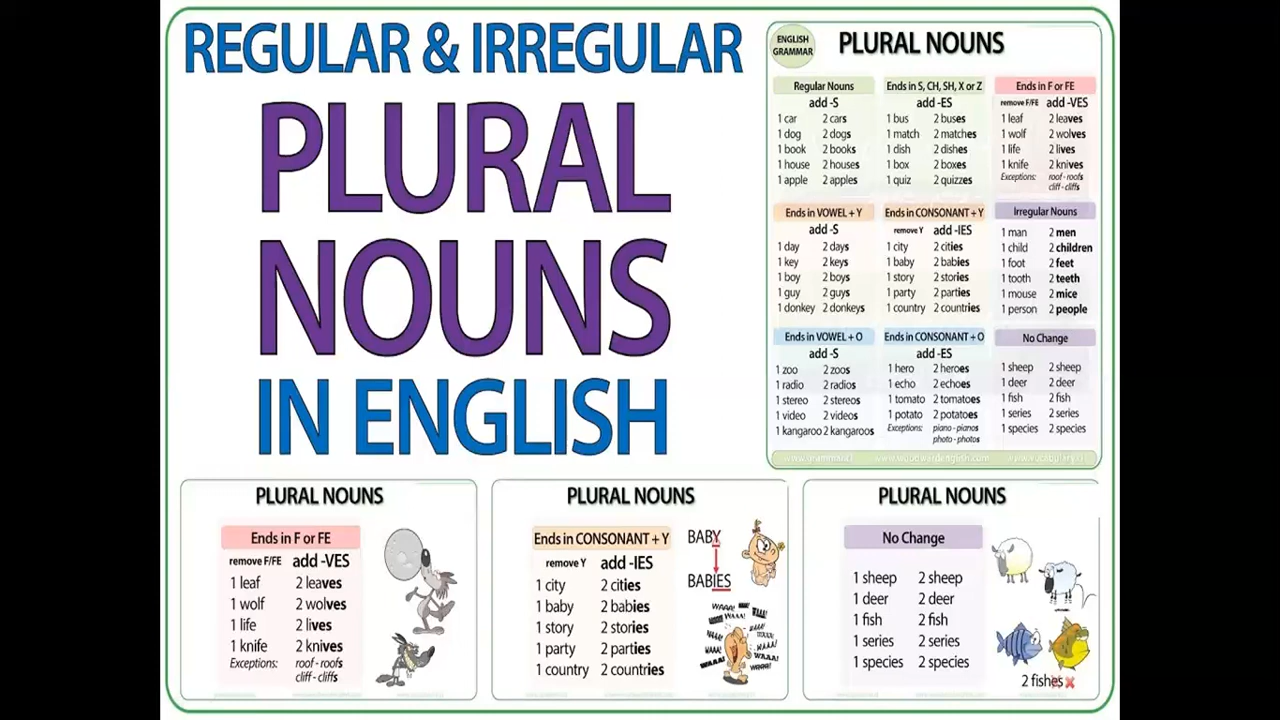 REGULAR & IRREGULAR
PLURAL
NOUNS
IN ENGLISH
ENGLISH
GRAMMAR
PLURAL NOUNS
Regular Nouns
add -S
1 car 2 cars
1 dog 2 dogs
1 book 2 books
1 house 2 houses
1 apple 2 apples
Ends in S, CH, SH, X or Z
add -ES
1 bus 2 buses
1 match 2 matches
1 dish 2 dishes
1 box 2 boxes
1 quiz 2 quizzes
Ends in F or FE
remove F/FE add -VES
1 leaf 2 leaves
1 wolf 2 wolves
1 life 2 lives
1 knife 2 knives
Exceptions: roof - roofs
cliff - cliffs
Ends in VOWEL + Y
add -S
1 day 2 days
1 key 2 keys
1 boy 2 boys
1 guy 2 guys
1 donkey 2 donkeys
Ends in CONSONANT + Y
remove Y add -IES
1 city 2 cities
1 baby 2 babies
1 story 2 stories
1 party 2 parties
1 country 2 countries
Irregular Nouns
1 man 2 men
1 child 2 children
1 foot 2 feet
1 tooth 2 teeth
1 mouse 2 mice
1 person 2 people
Ends in VOWEL + O
add -S
1 zoo 2 zoos
1 radio 2 radios
1 stereo 2 stereos
1 video 2 videos
1 kangaroo 2 kangaroos
Ends in CONSONANT + O
add -ES
1 hero 2 heroes
1 echo 2 echoes
1 tomato 2 tomatoes
1 potato 2 potatoes
Exceptions: piano - pianos
photo - photos
No Change
1 sheep 2 sheep
1 deer 2 deer
1 fish 2 fish
1 series 2 series
1 species 2 species
www.grammar.cl www.woodwardenglish.com www.vocabulary.cl
PLURAL NOUNS
Ends in F or FE
remove F/FE add -VES
1 leaf 2 leaves
1 wolf 2 wolves
1 life 2 lives
1 knife 2 knives
Exceptions: roof - roofs
cliff - cliffs
PLURAL NOUNS
Ends in CONSONANT + Y
remove Y add -IES
1 city 2 cities
1 baby 2 babies
1 story 2 stories
1 party 2 parties
1 country 2 countries
BABY
BABIES
PLURAL NOUNS
No Change
1 sheep 2 sheep
1 deer 2 deer
1 fish 2 fish
1 series 2 series
1 species 2 species
2 fishes